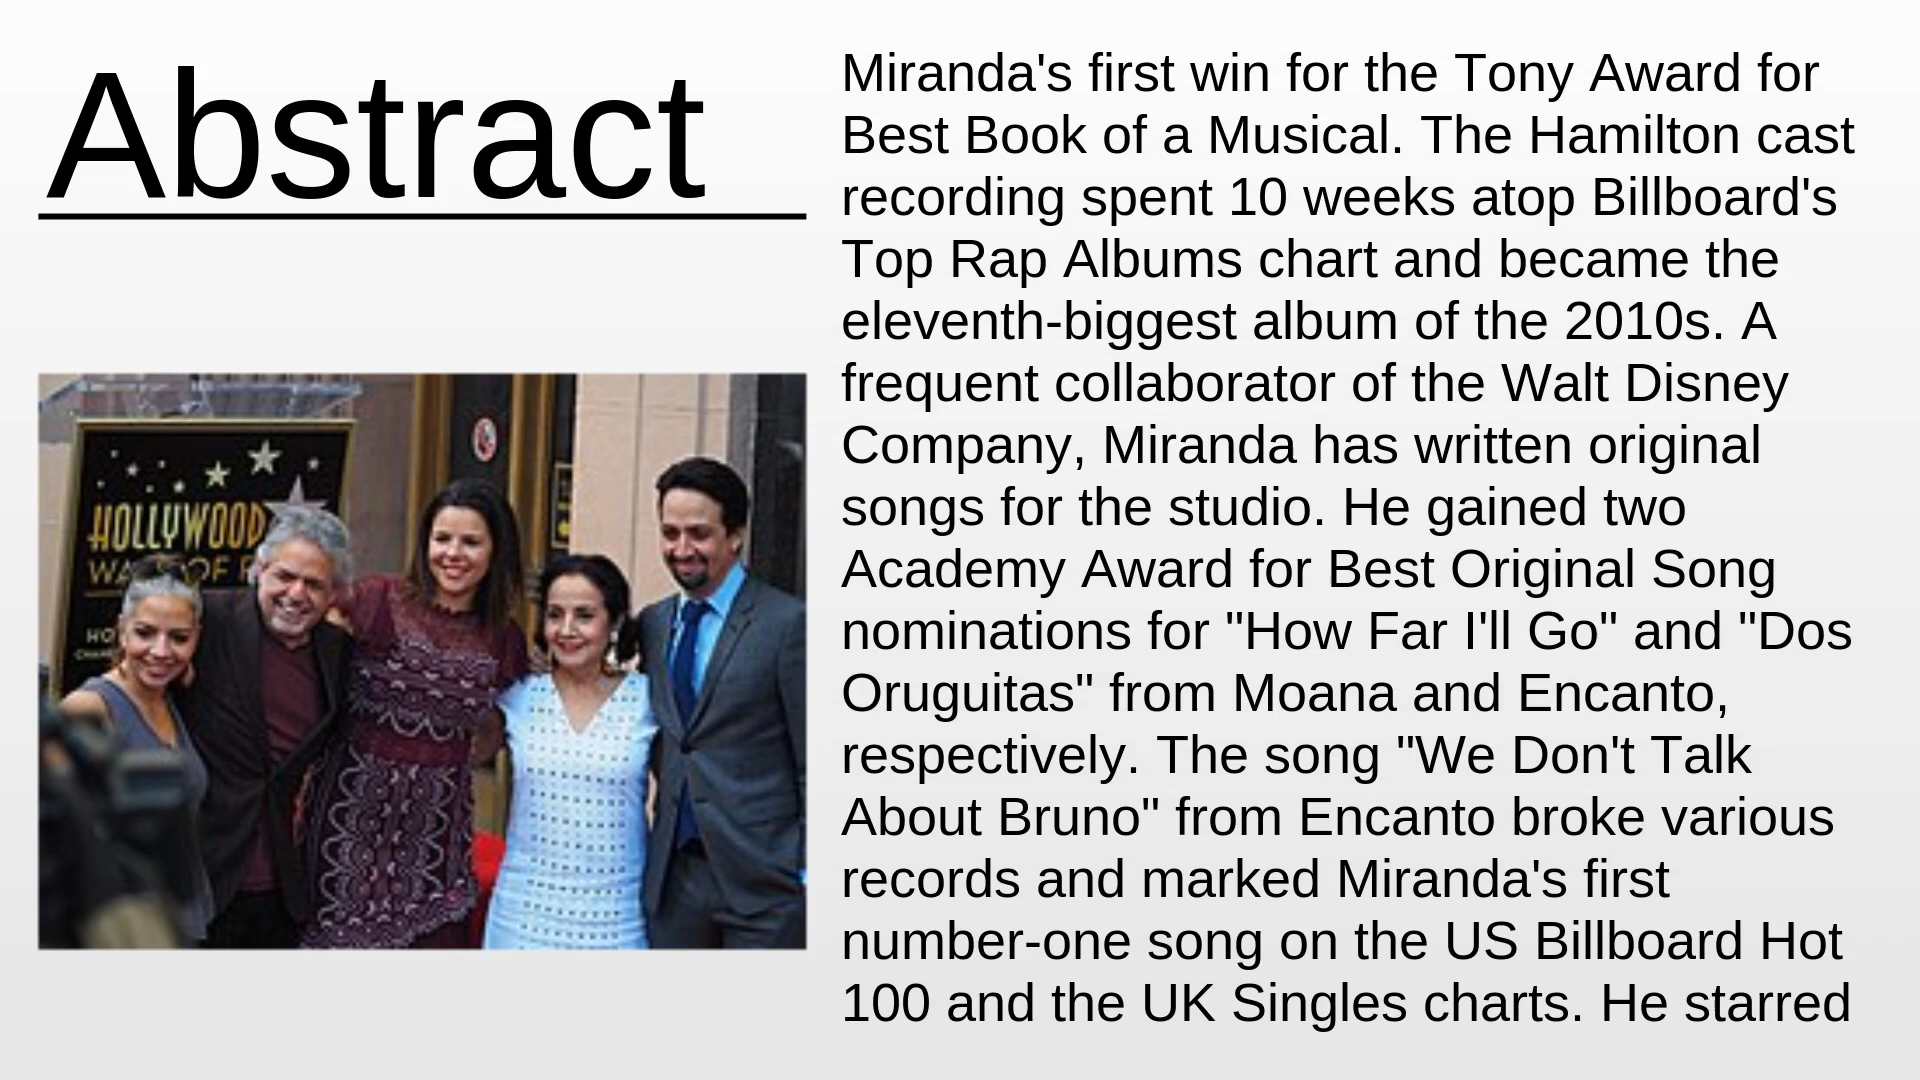 Abstract
Miranda's first win for the Tony Award for
Best Book of a Musical. The Hamilton cast
recording spent 10 weeks atop Billboard's
Top Rap Albums chart and became the
eleventh-biggest album of the 2010s. A
frequent collaborator of the Walt Disney
Company, Miranda has written original
songs for the studio. He gained two
Academy Award for Best Original Song
nominations for "How Far I'll Go" and "Dos
Oruguitas" from Moana and Encanto,
respectively. The song "We Don't Talk
About Bruno" from Encanto broke various
records and marked Miranda's first
number-one song on the US Billboard Hot
100 and the UK Singles charts. He starred
HOLLYWOOD
OF